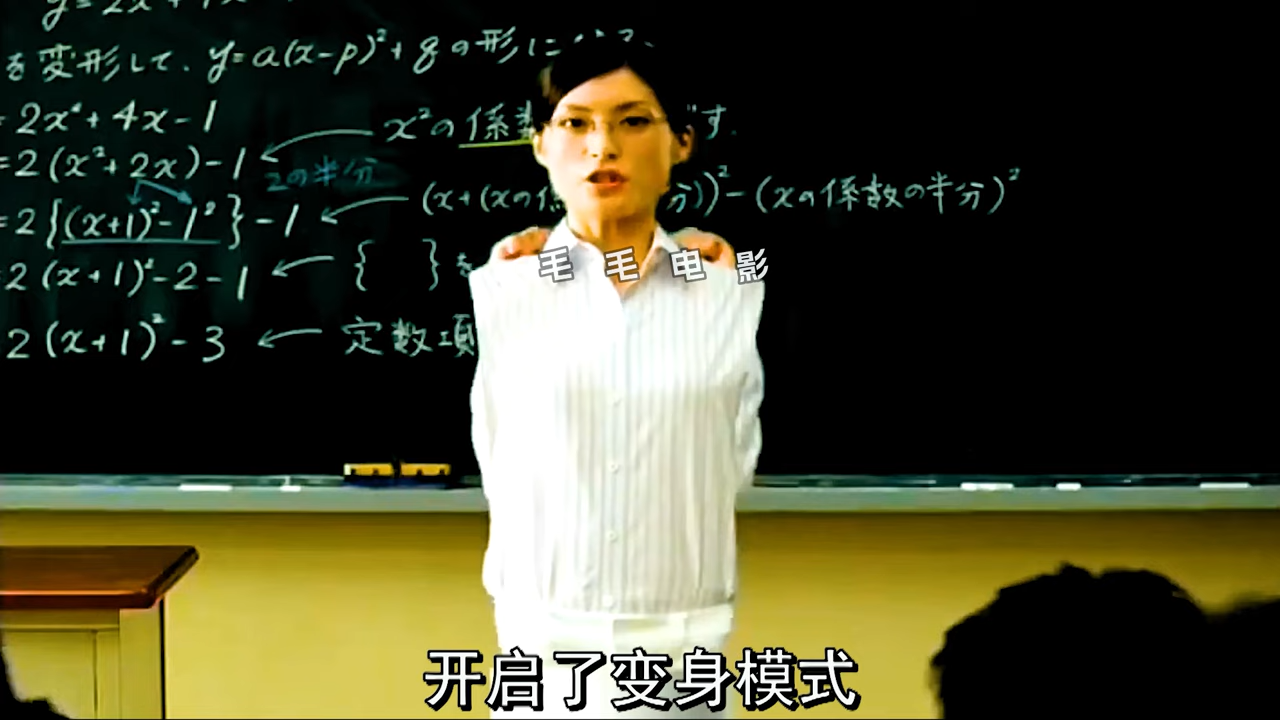 を変形して、y=a(x-p)²+qの形に
=2x²+4x-1
x²の係数 す。
=2(x²+2x)-1
2の半分
=2{(x+1)²-1²}-1
(x+(xの係 分))²-(xの係数の半分)²
=2(x+1)²-2-1
{ }を
2(x+1)²-3
定数項
毛毛电影
开启了变身模式